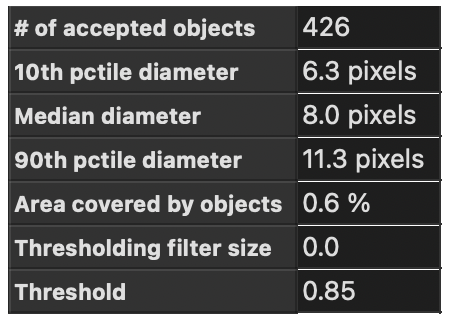 # of accepted objects 426
10th pctile diameter 6.3 pixels
Median diameter 8.0 pixels
90th pctile diameter 11.3 pixels
Area covered by objects 0.6 %
Thresholding filter size 0.0
Threshold 0.85